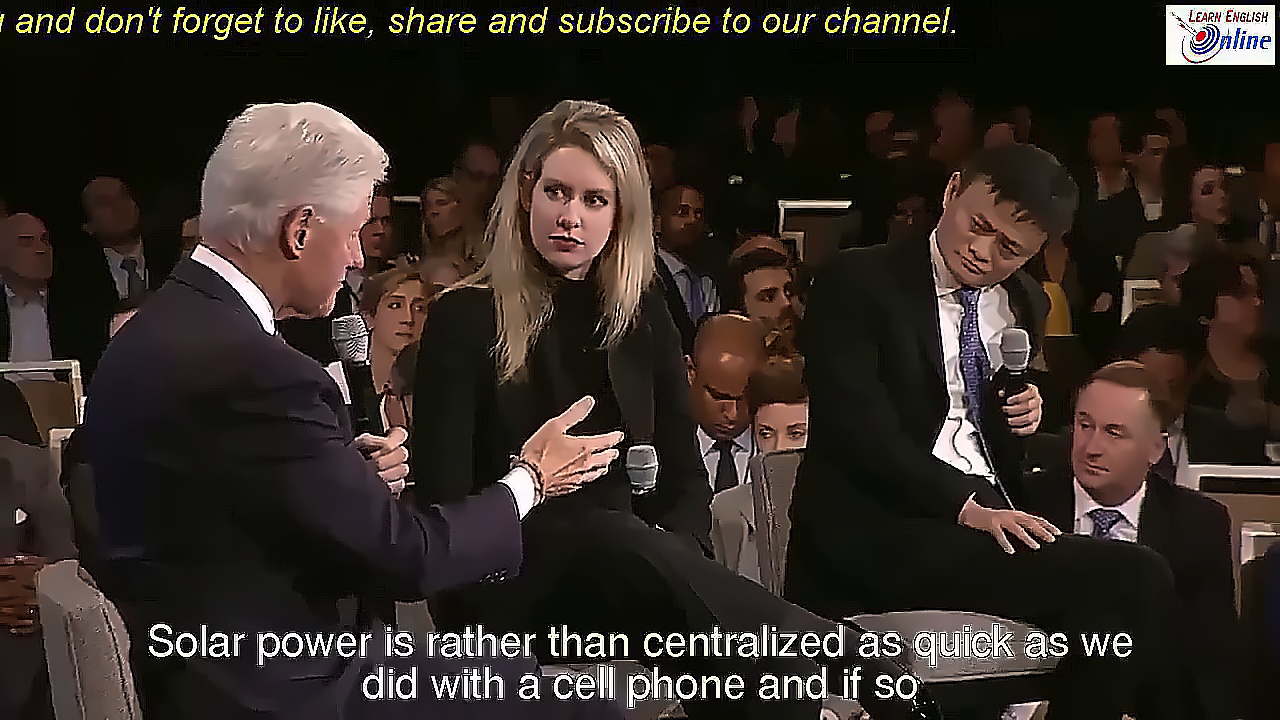 and don't forget to like, share and subscribe to our channel.
LEARN ENGLISH
Online
Solar power is rather than centralized as quick as we
did with a cell phone and if so